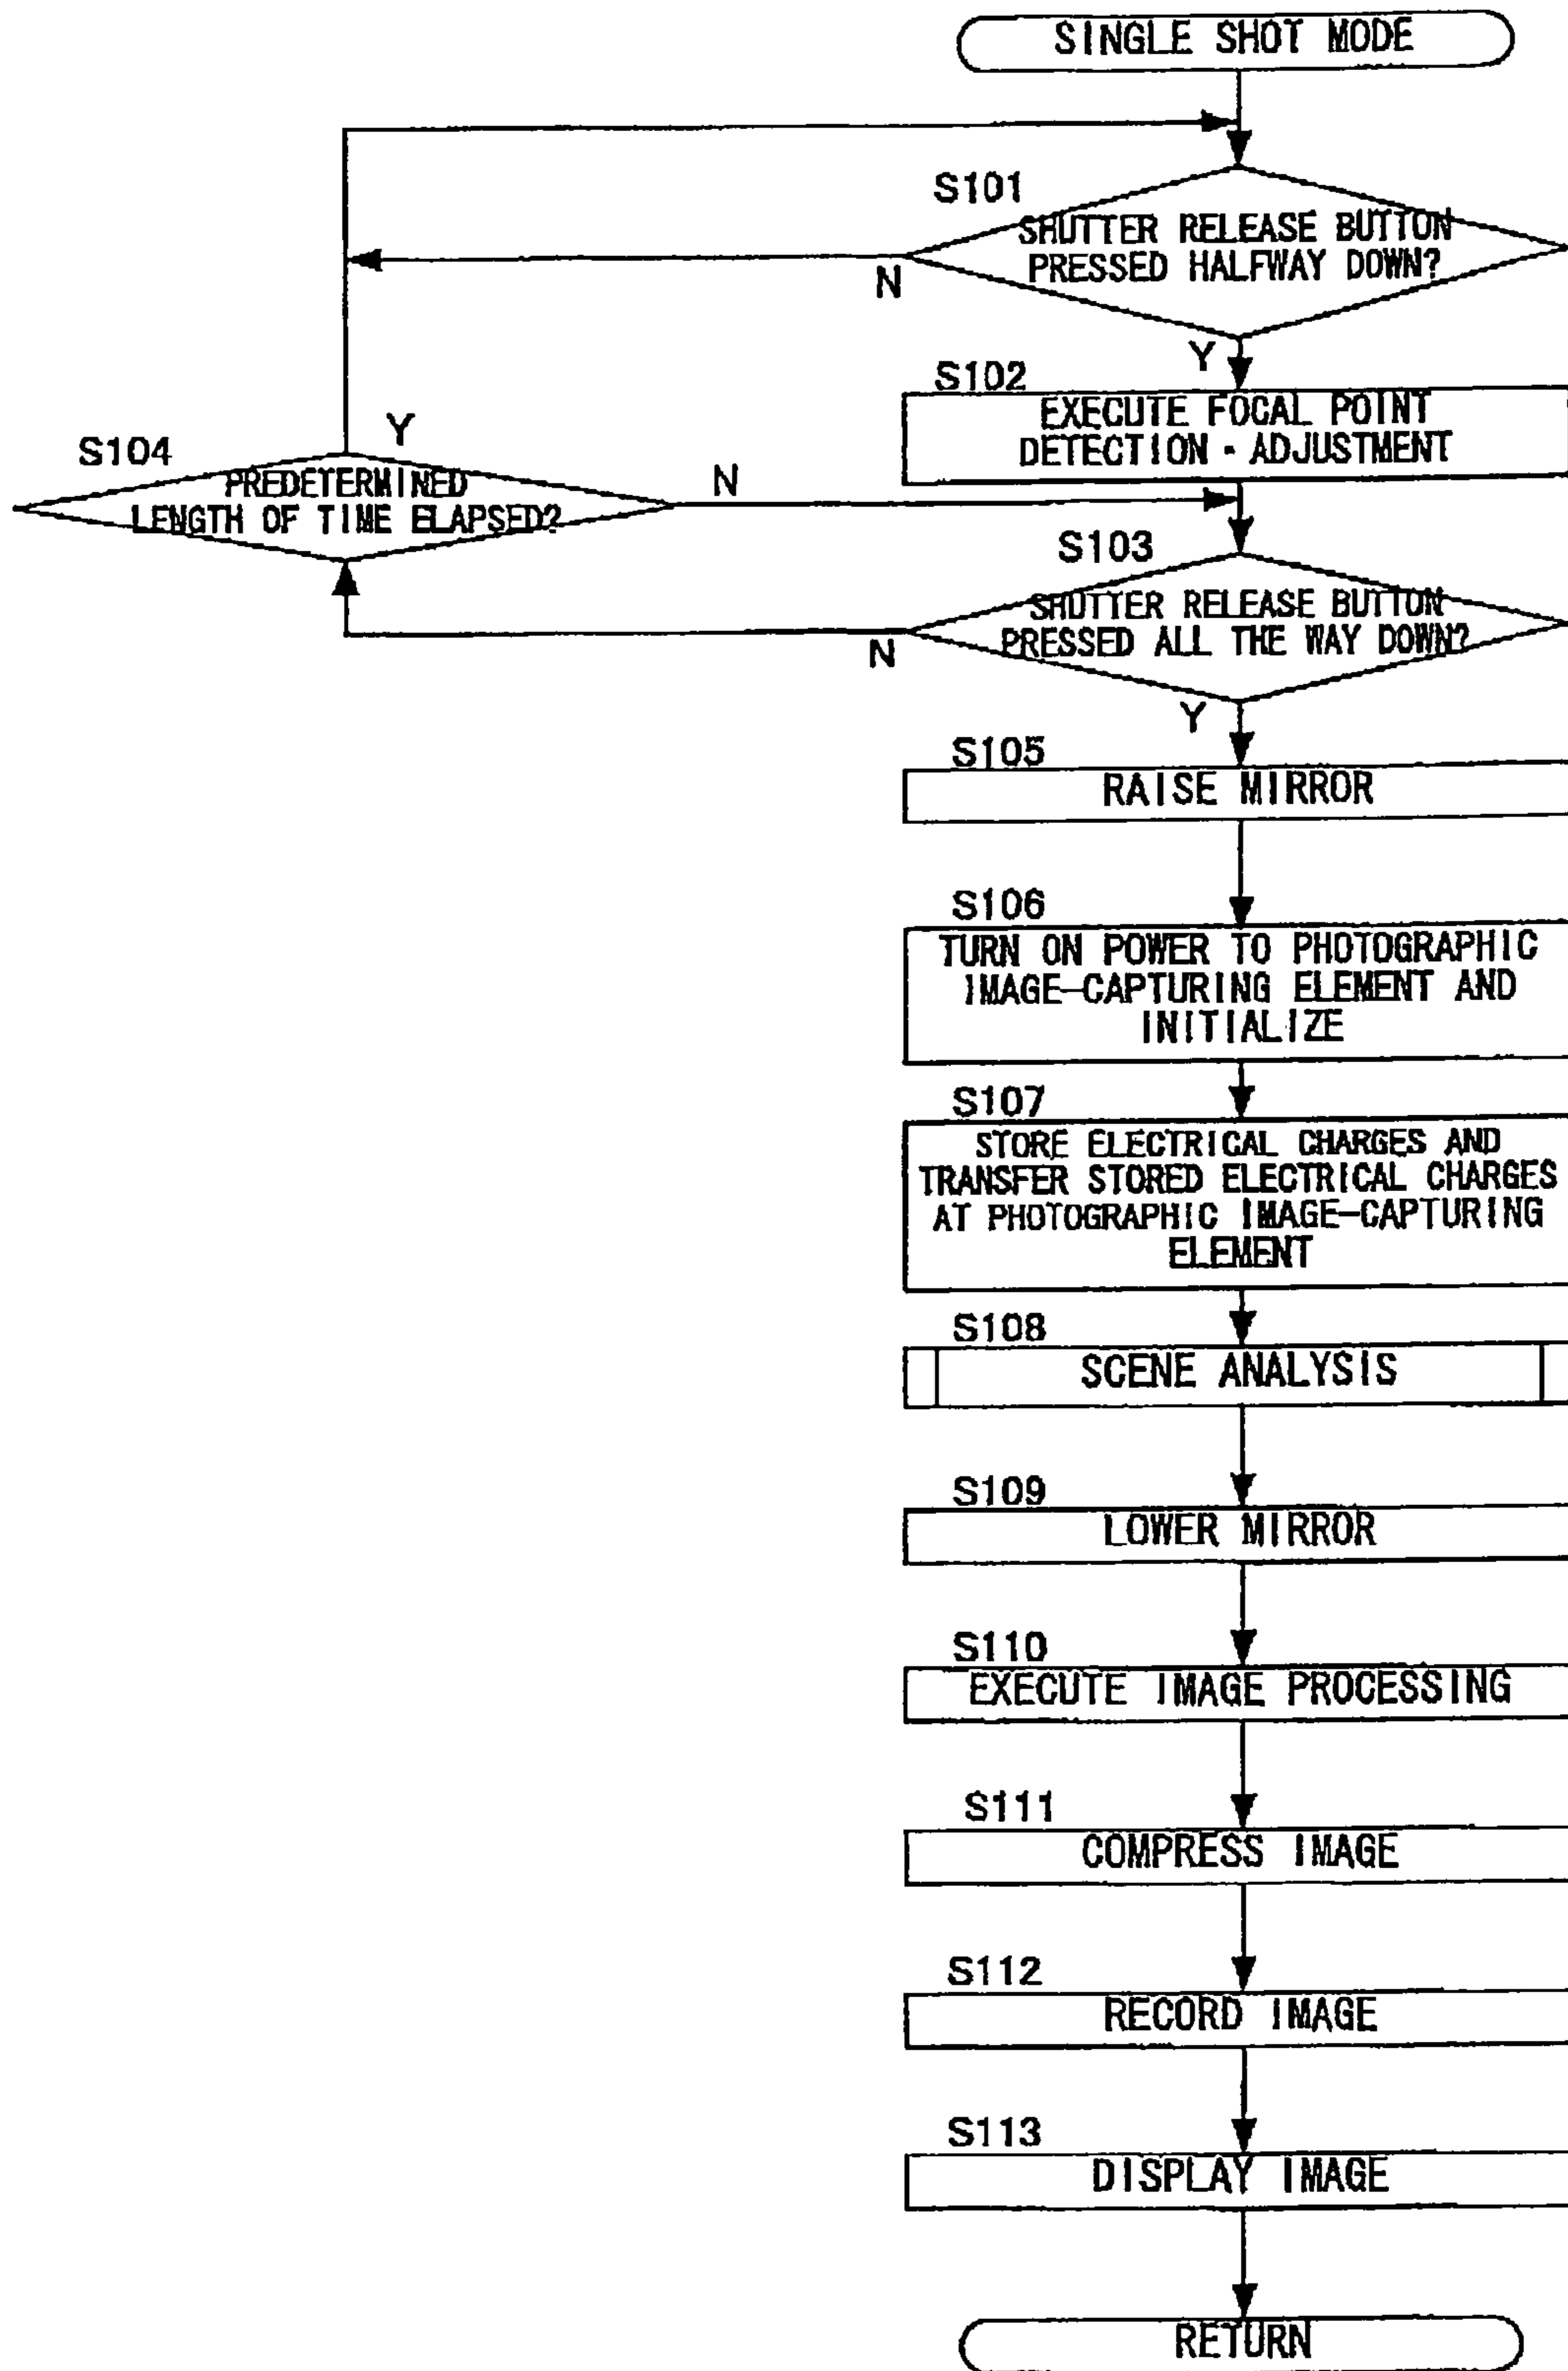 SINGLE SHOT MODE
S101
SHUTTER RELEASE BUTTON
PRESSED HALFWAY DOWN?
N
Y
S102
EXECUTE FOCAL POINT
DETECTION · ADJUSTMENT
Y
S104
PREDETERMINED
LENGTH OF TIME ELAPSED?
N
S103
SHUTTER RELEASE BUTTON
PRESSED ALL THE WAY DOWN?
N
Y
S105
RAISE MIRROR
S106
TURN ON POWER TO PHOTOGRAPHIC
IMAGE-CAPTURING ELEMENT AND
INITIALIZE
S107
STORE ELECTRICAL CHARGES AND
TRANSFER STORED ELECTRICAL CHARGES
AT PHOTOGRAPHIC IMAGE-CAPTURING
ELEMENT
S108
SCENE ANALYSIS
S109
LOWER MIRROR
S110
EXECUTE IMAGE PROCESSING
S111
COMPRESS IMAGE
S112
RECORD IMAGE
S113
DISPLAY IMAGE
RETURN